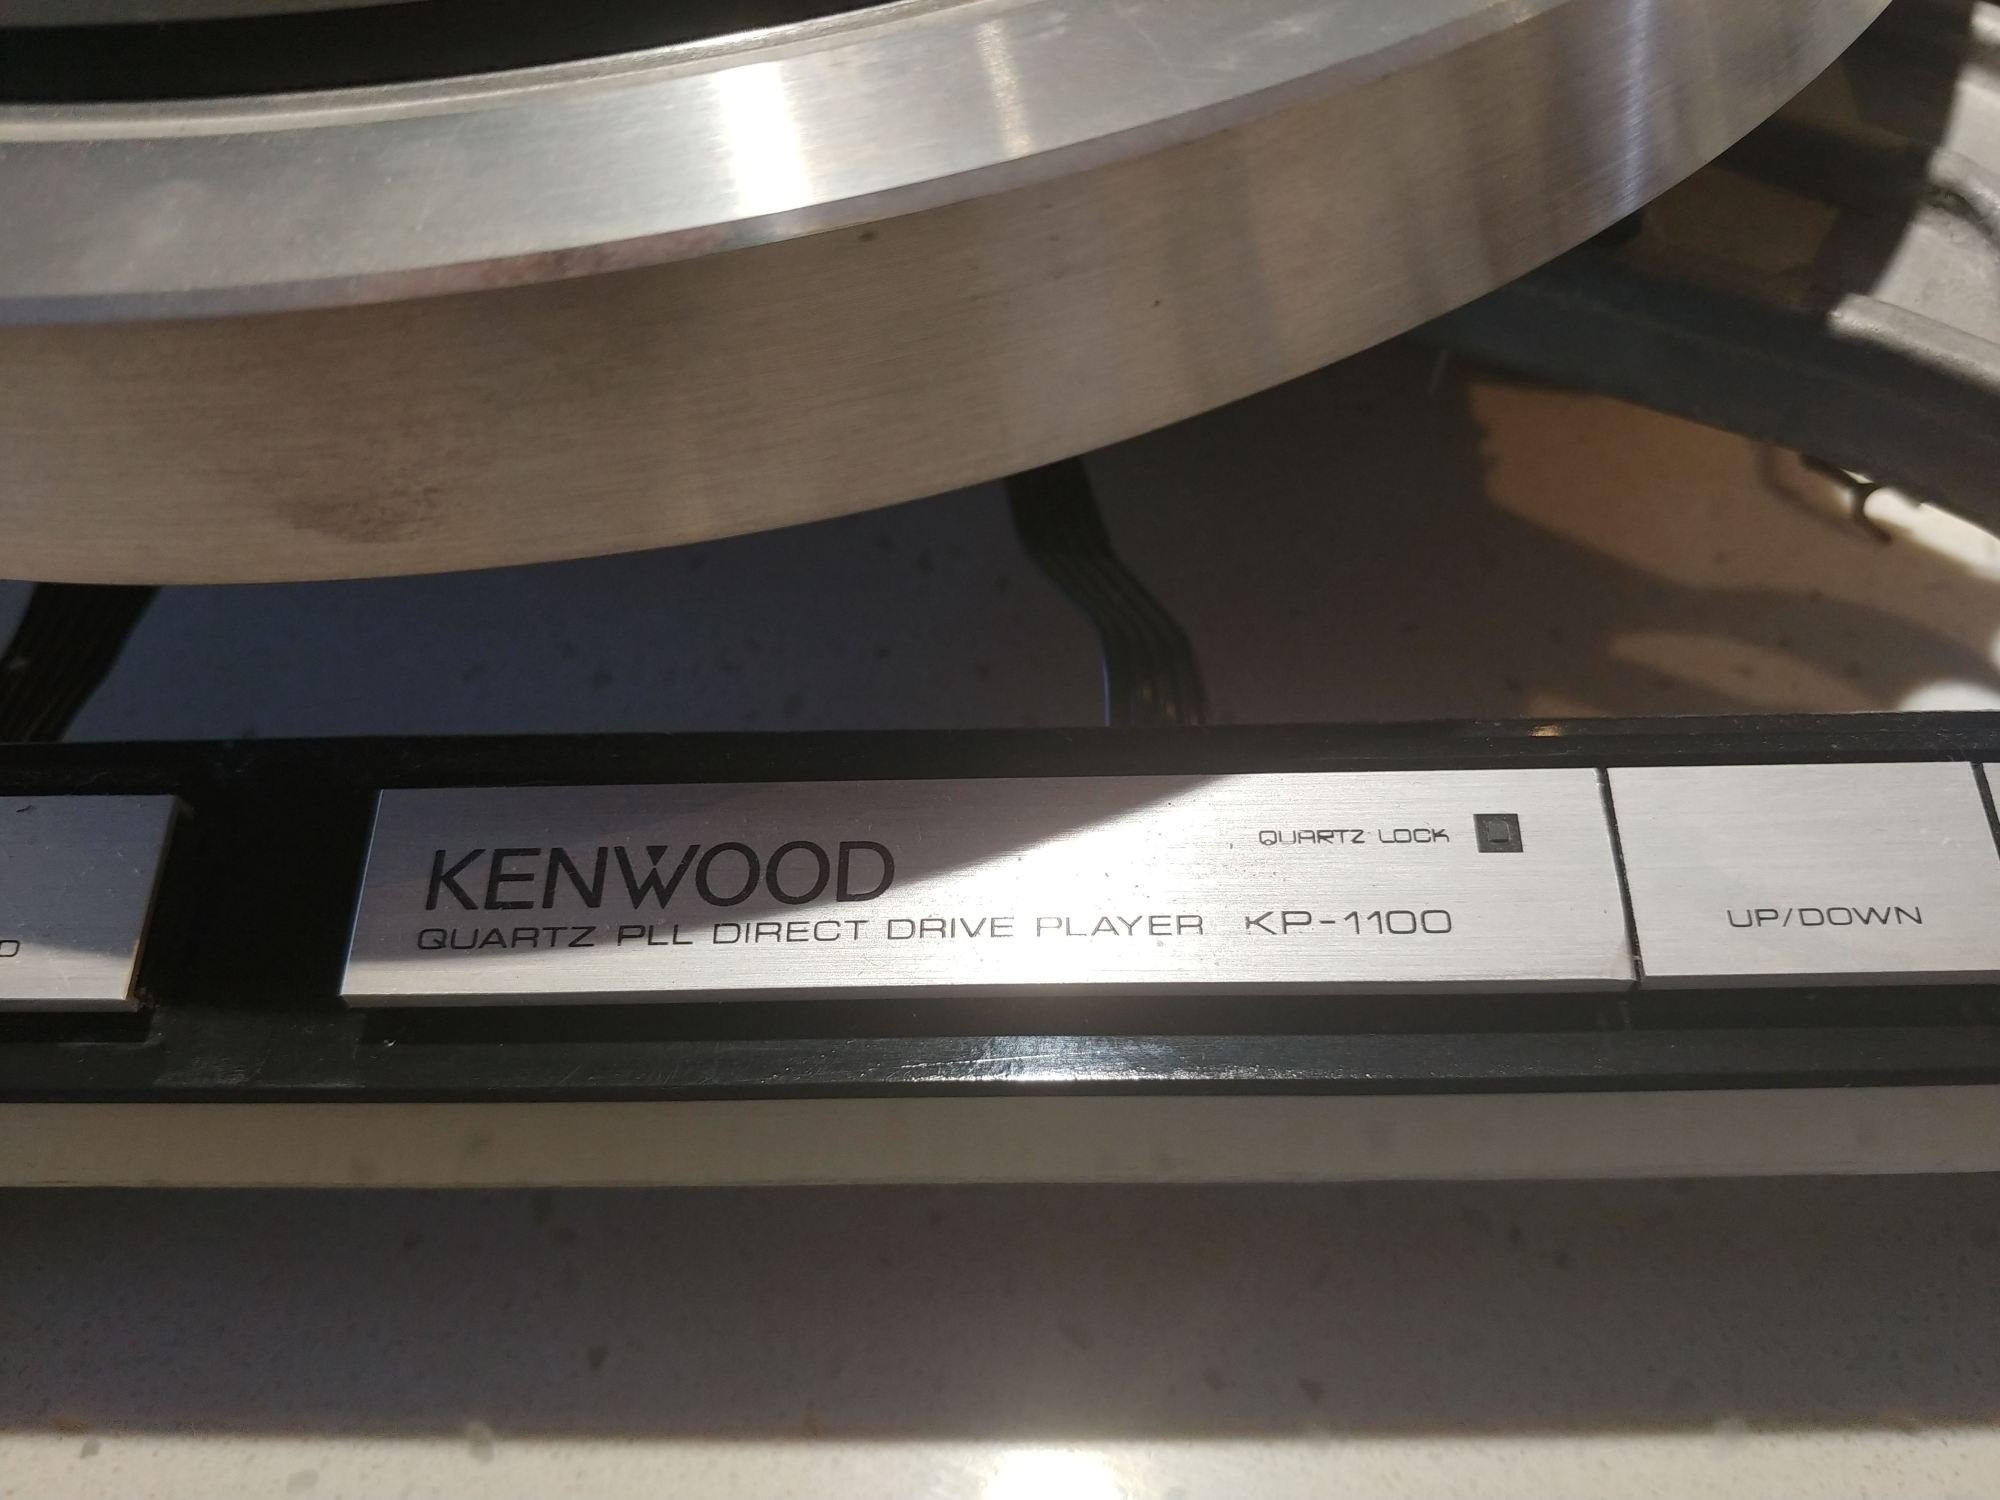 KENWOOD
QUARTZ LOCK
QUARTZ PLL DIRECT DRIVE PLAYER KP-1100
UP/DOWN